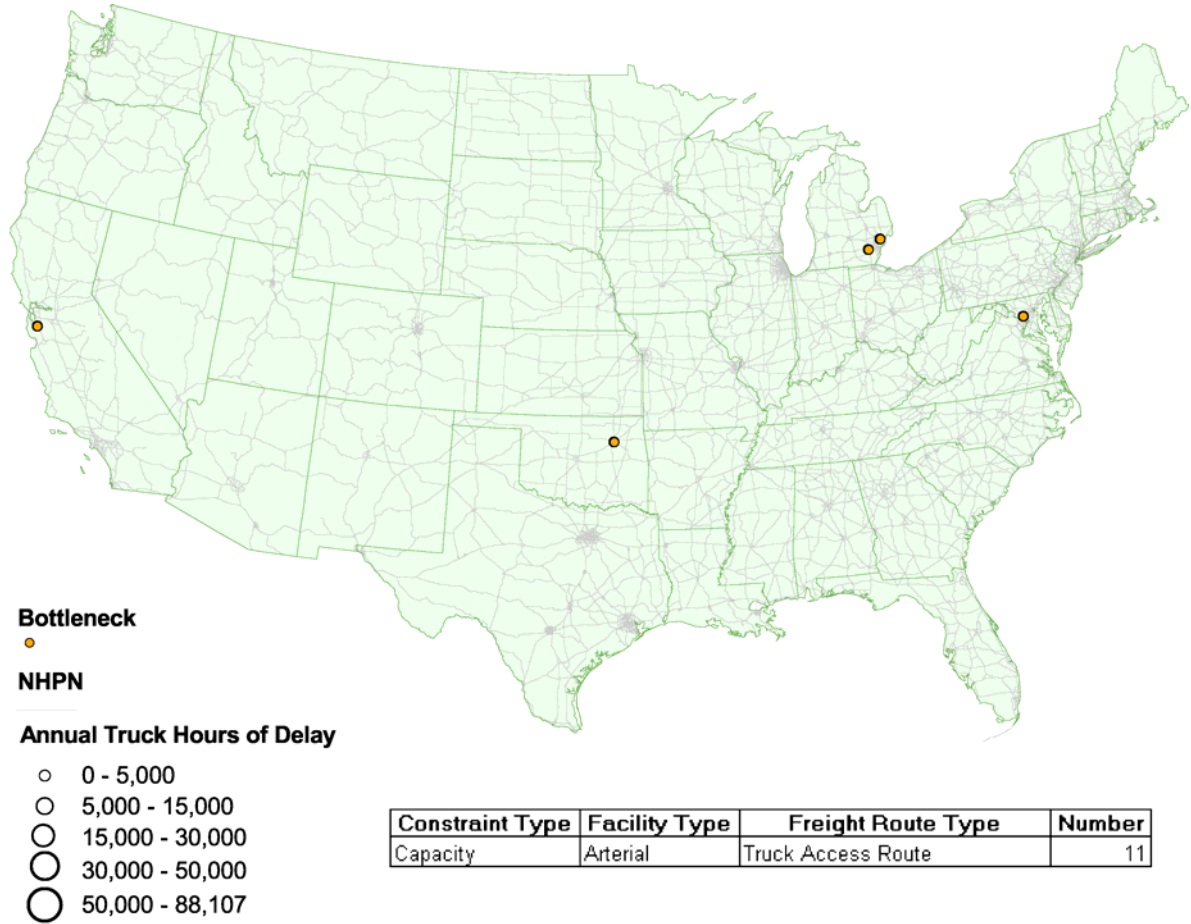 Bottleneck
NHPN
Annual Truck Hours of Delay
0 - 5,000
5,000 - 15,000
15,000 - 30,000
30,000 - 50,000
50,000 - 88,107
Constraint Type Facility Type Freight Route Type Number
Capacity Arterial Truck Access Route 11